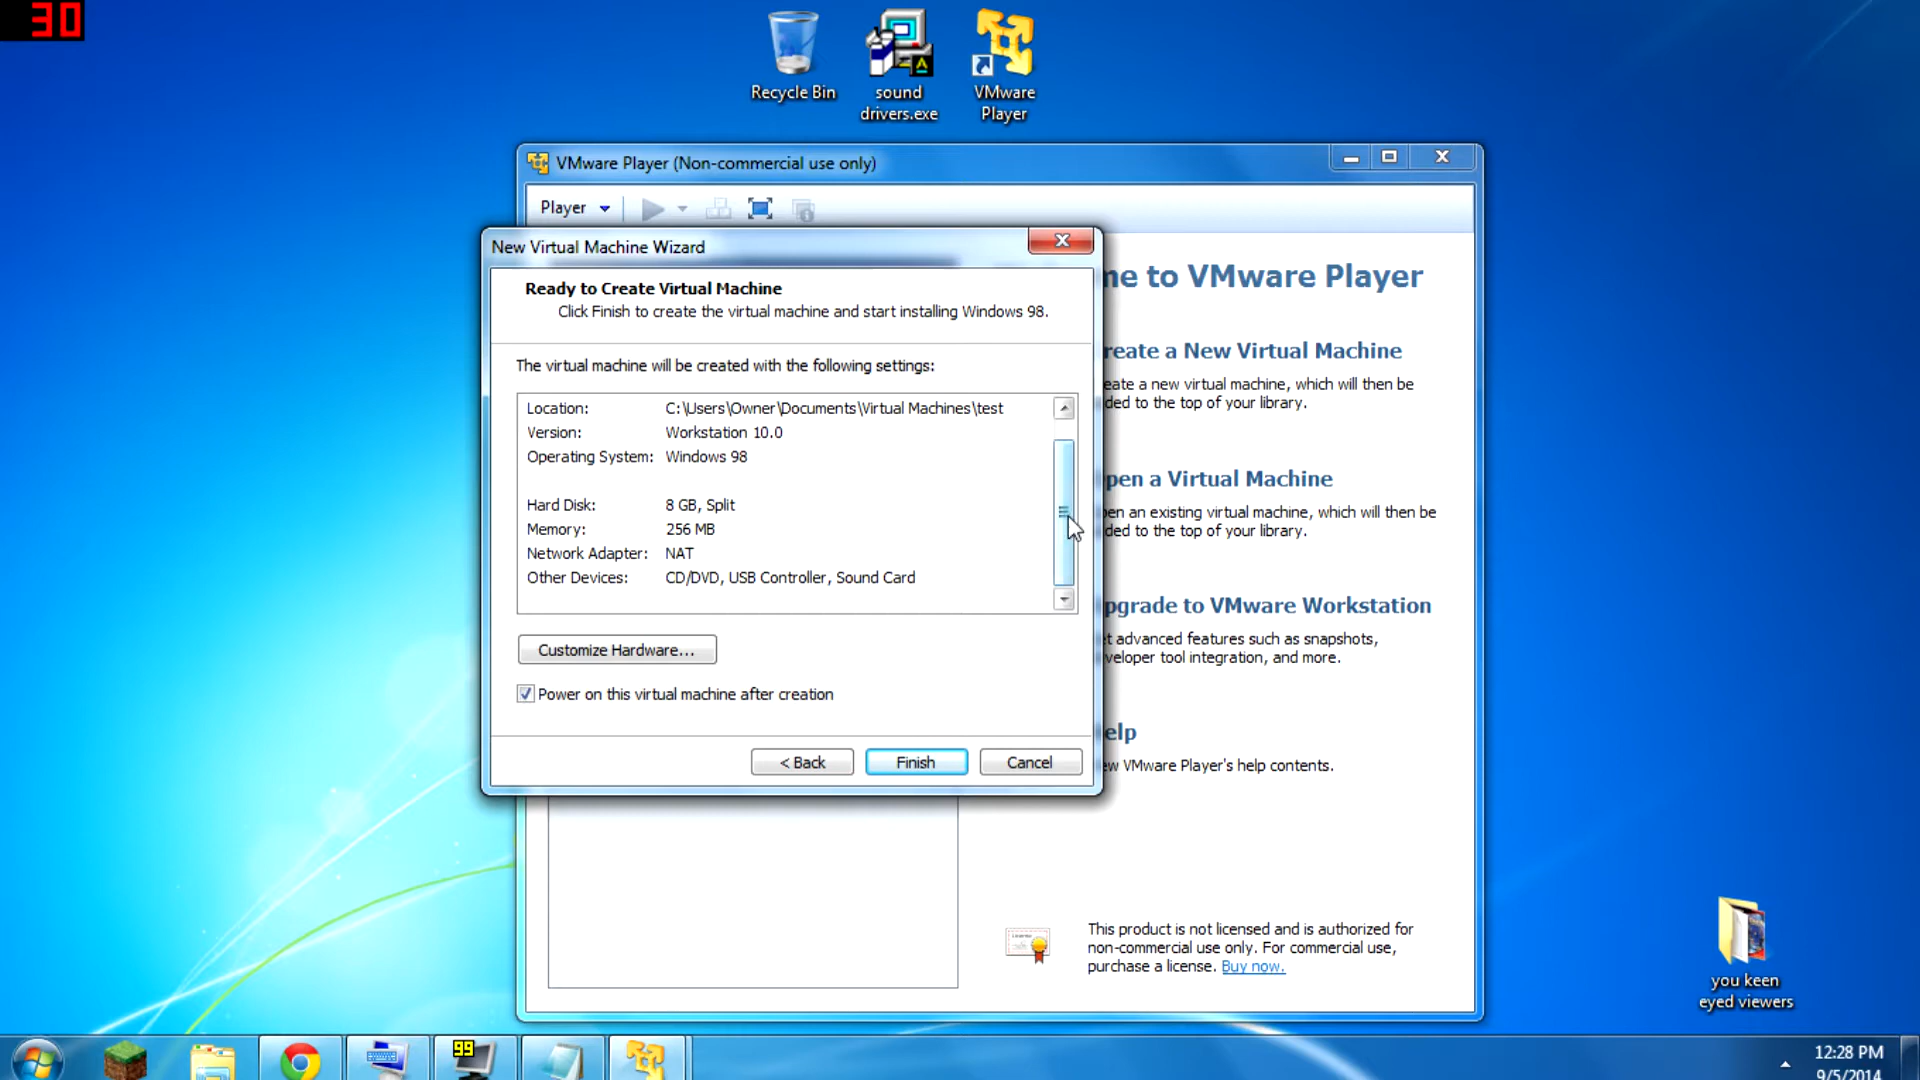 30
Recycle Bin
sound
drivers.exe
VMware
Player
VMware Player (Non-commercial use only)
Player
New Virtual Machine Wizard
Ready to Create Virtual Machine
Click Finish to create the virtual machine and start installing Windows 98.
The virtual machine will be created with the following settings:
Location: C:\Users\Owner\Documents\Virtual Machines\test
Version: Workstation 10.0
Operating System: Windows 98
Hard Disk: 8 GB, Split
Memory: 256 MB
Network Adapter: NAT
Other Devices: CD/DVD, USB Controller, Sound Card
Customize Hardware...
Power on this virtual machine after creation
< Back
Finish
Cancel
me to VMware Player
reate a New Virtual Machine
eate a new virtual machine, which will then be
ded to the top of your library.
pen a Virtual Machine
en an existing virtual machine, which will then be
ded to the top of your library.
pgrade to VMware Workstation
t advanced features such as snapshots,
veloper tool integration, and more.
elp
ew VMware Player's help contents.
This product is not licensed and is authorized for
non-commercial use only. For commercial use,
purchase a license. Buy now.
you keen
eyed viewers
99
12:28 PM
9/5/2014